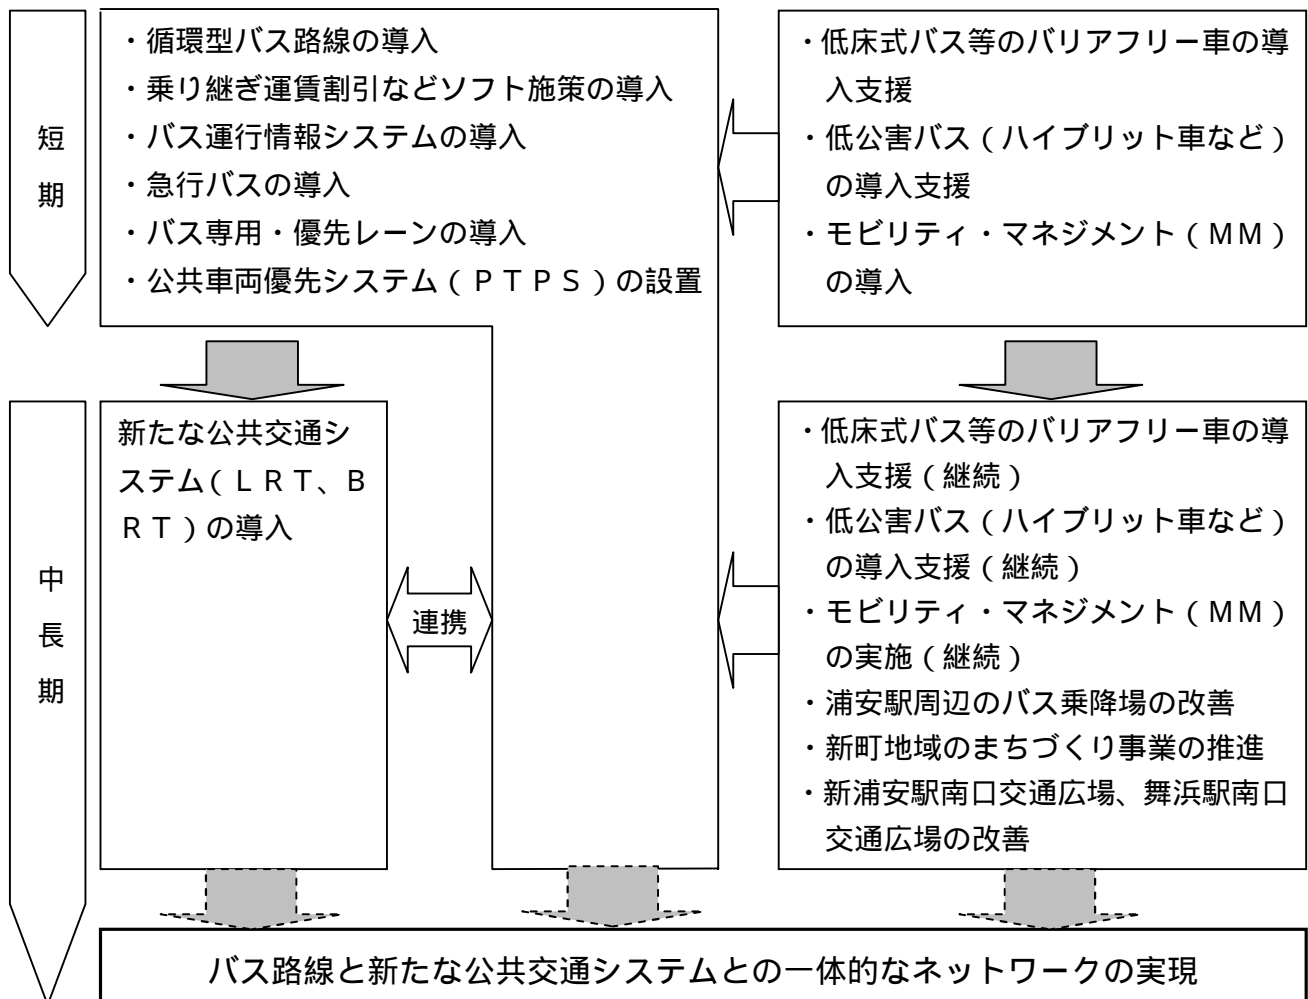 短
期
・循環型バス路線の導入
・乗り継ぎ運賃割引などソフト施策の導入
・バス運行情報システムの導入
・急行バスの導入
・バス専用・優先レーンの導入
・公共車両優先システム(PTPS)の設置
・低床式バス等のバリアフリー車の導
入支援
・低公害バス(ハイブリット車など)
の導入支援
・モビリティ・マネジメント(MM)
の導入
中
長
期
新たな公共交通シ
ステム(LRT、B
RT)の導入
連携
・低床式バス等のバリアフリー車の導
入支援(継続)
・低公害バス(ハイブリット車など)
の導入支援(継続)
・モビリティ・マネジメント(MM)
の実施(継続)
・浦安駅周辺のバス乗降場の改善
・新町地域のまちづくり事業の推進
・新浦安駅南口交通広場、舞浜駅南口
交通広場の改善
バス路線と新たな公共交通システムとの一体的なネットワークの実現